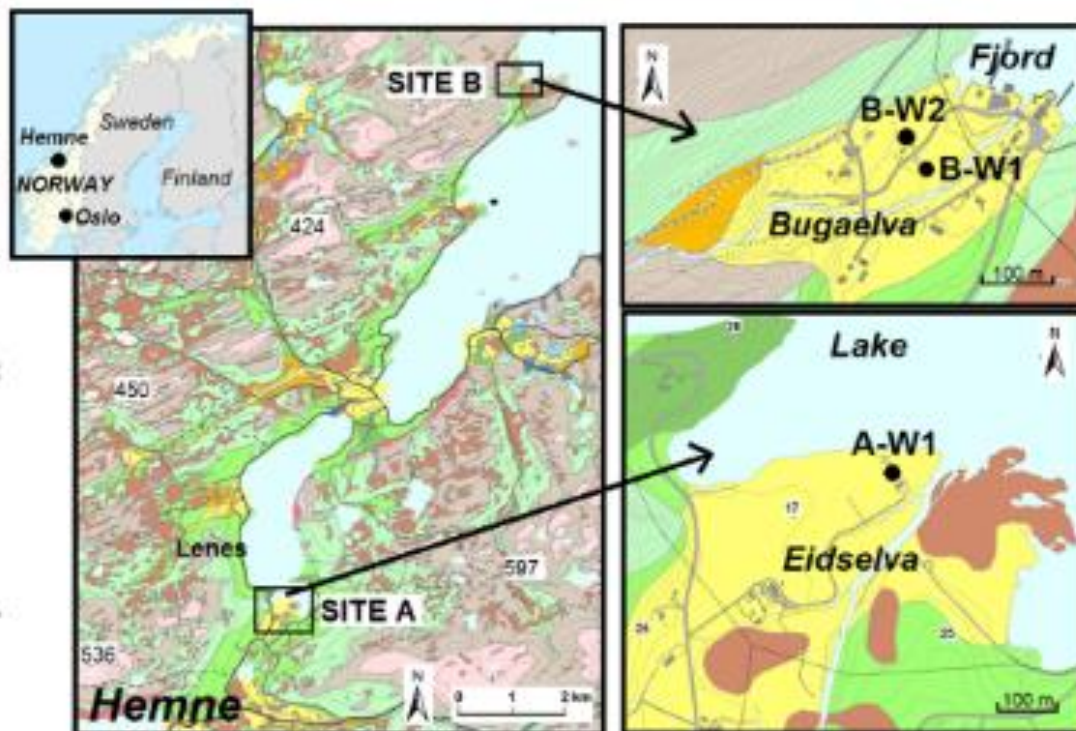 Hemne
Sweden
NORWAY
Finland
Oslo
SITE B
424
450
Lenes
597
SITE A
536
N
0 1 2 km
Hemne
N
Fjord
B-W2
B-W1
Bugaelva
100 m
Lake
N
A-W1
17
Eidselva
25
100 m